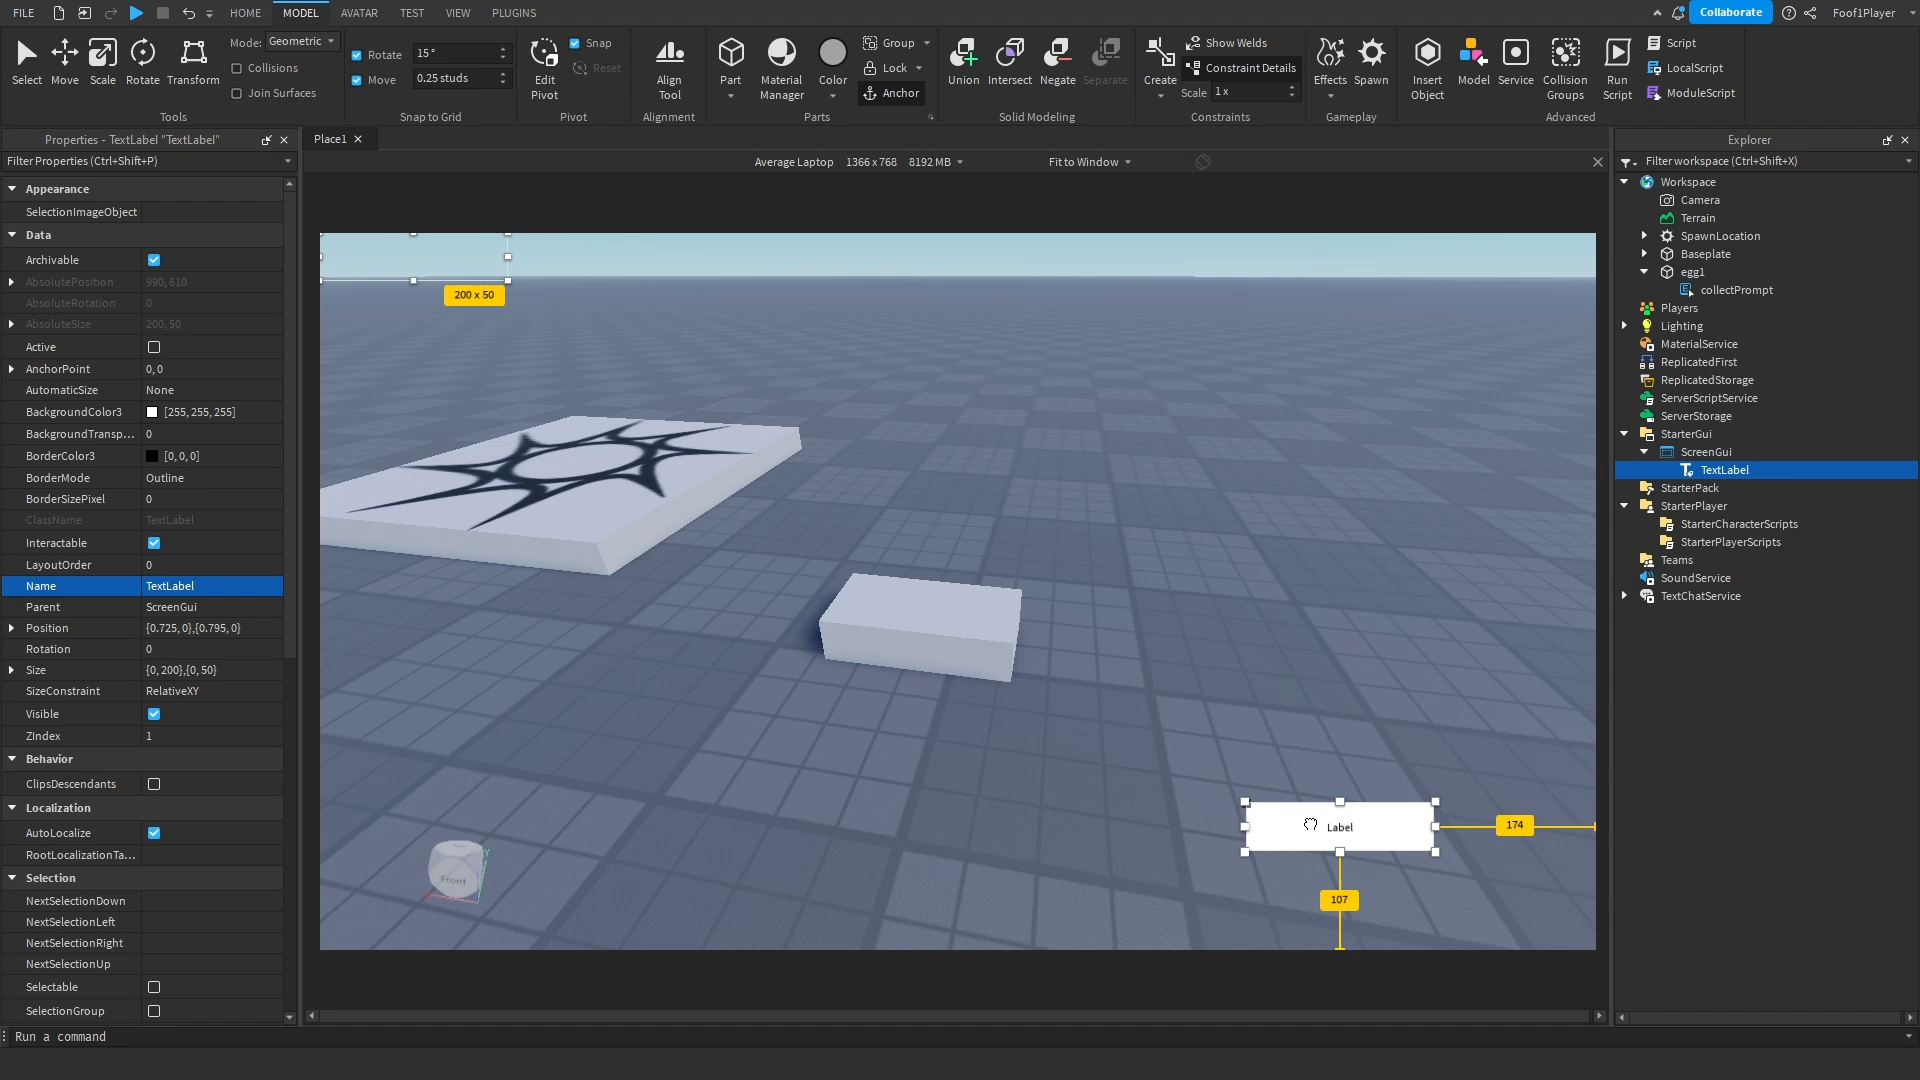 FILE HOME MODEL AVATAR TEST VIEW PLUGINS Collaborate Foof1Player
Select Move Scale Rotate Transform
Mode: Geometric
Collisions
Join Surfaces
Tools
Rotate 15 °
Move 0.25 studs
Snap to Grid
Edit Pivot
Snap
Reset
Pivot
Align Tool
Alignment
Part Material Manager Color
Group
Lock
Anchor
Parts
Union Intersect Negate Separate
Solid Modeling
Create
Show Welds
Constraint Details
Scale 1 x
Constraints
Effects Spawn
Gameplay
Insert Object Model Service Collision Groups Run Script
Script
LocalScript
ModuleScript
Advanced
Properties - TextLabel "TextLabel"
Filter Properties (Ctrl+Shift+P)
Appearance
SelectionImageObject
Data
Archivable
AbsolutePosition 990, 610
AbsoluteRotation 0
AbsoluteSize 200, 50
Active
AnchorPoint 0, 0
AutomaticSize None
BackgroundColor3 [255, 255, 255]
BackgroundTransp... 0
BorderColor3 [0, 0, 0]
BorderMode Outline
BorderSizePixel 0
ClassName TextLabel
Interactable
LayoutOrder 0
Name TextLabel
Parent ScreenGui
Position {0.725, 0},{0.795, 0}
Rotation 0
Size {0, 200},{0, 50}
SizeConstraint RelativeXY
Visible
ZIndex 1
Behavior
ClipsDescendants
Localization
AutoLocalize
RootLocalizationTa...
Selection
NextSelectionDown
NextSelectionLeft
NextSelectionRight
NextSelectionUp
Selectable
SelectionGroup
Place1
Average Laptop 1366 x 768 8192 MB Fit to Window
200 x 50
Label
174
107
Front
Y
Explorer
Filter workspace (Ctrl+Shift+X)
Workspace
Camera
Terrain
SpawnLocation
Baseplate
egg1
collectPrompt
Players
Lighting
MaterialService
ReplicatedFirst
ReplicatedStorage
ServerScriptService
ServerStorage
StarterGui
ScreenGui
TextLabel
StarterPack
StarterPlayer
StarterCharacterScripts
StarterPlayerScripts
Teams
SoundService
TextChatService
Run a command